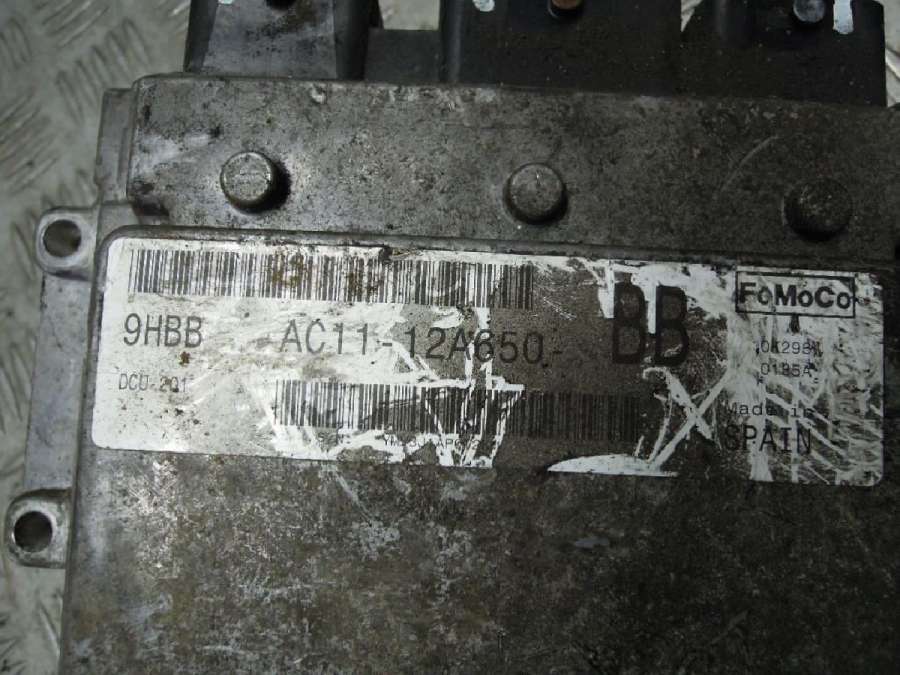 FoMoCo
9HBB AC11-12A650- BB
DCU-201
Made in
SPAIN